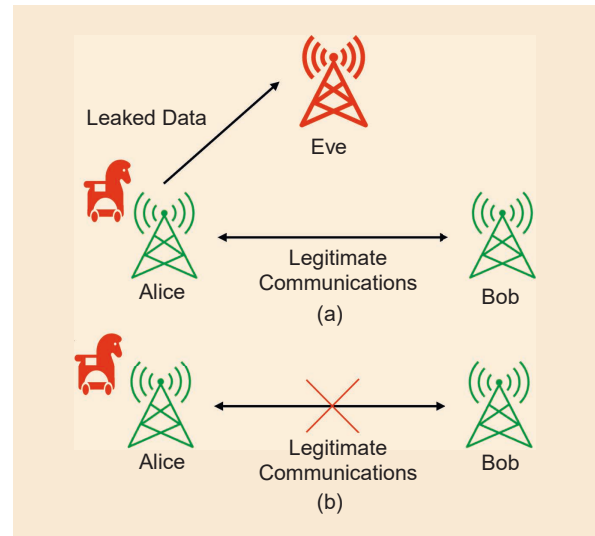 Leaked Data
Eve
Alice
Legitimate
Communications
(a)
Bob
Alice
Legitimate
Communications
(b)
Bob